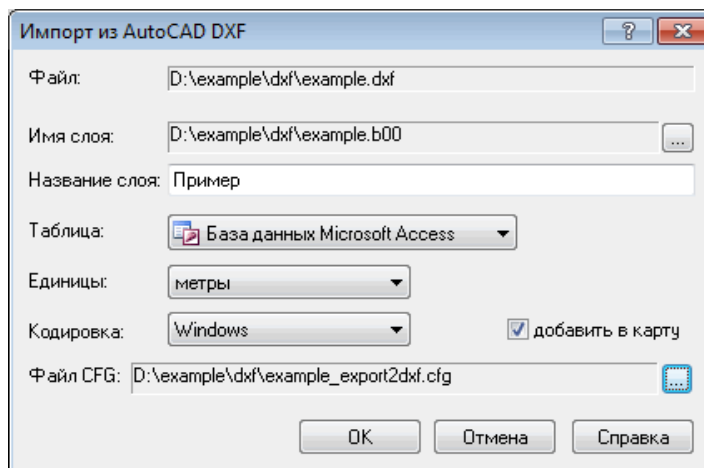 Импорт из AutoCAD DXF
Файл: D:\example\dxf\example.dxf
Имя слоя: D:\example\dxf\example.b00 ...
Название слоя: Пример
Таблица: База данных Microsoft Access
Единицы: метры
Кодировка: Windows добавить в карту
Файл CFG: D:\example\dxf\example_export2dxf.cfg ...
OK Отмена Справка